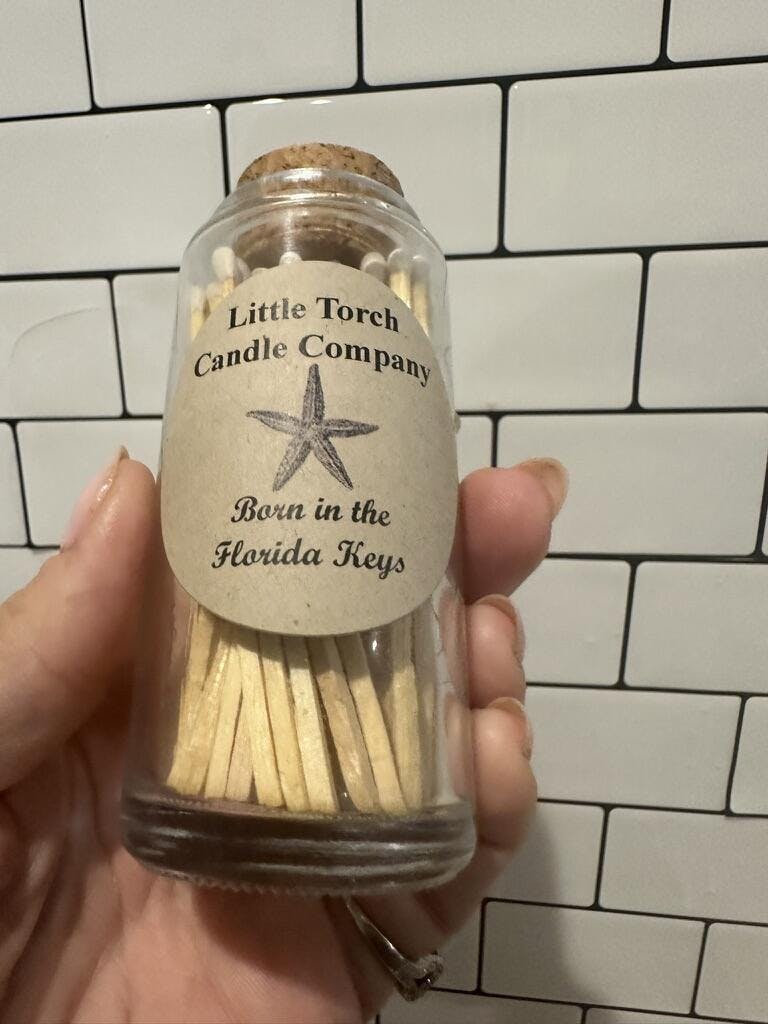 Little Torch
Candle Company
Born in the
Florida Keys